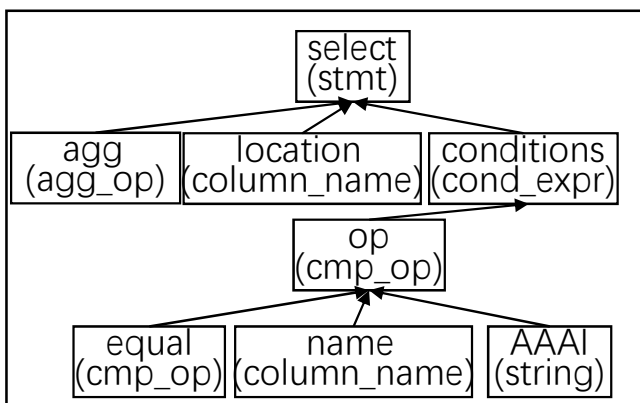 select
(stmt)
agg
(agg_op)
location
(column_name)
conditions
(cond_expr)
op
(cmp_op)
equal
(cmp_op)
name
(column_name)
AAAI
(string)